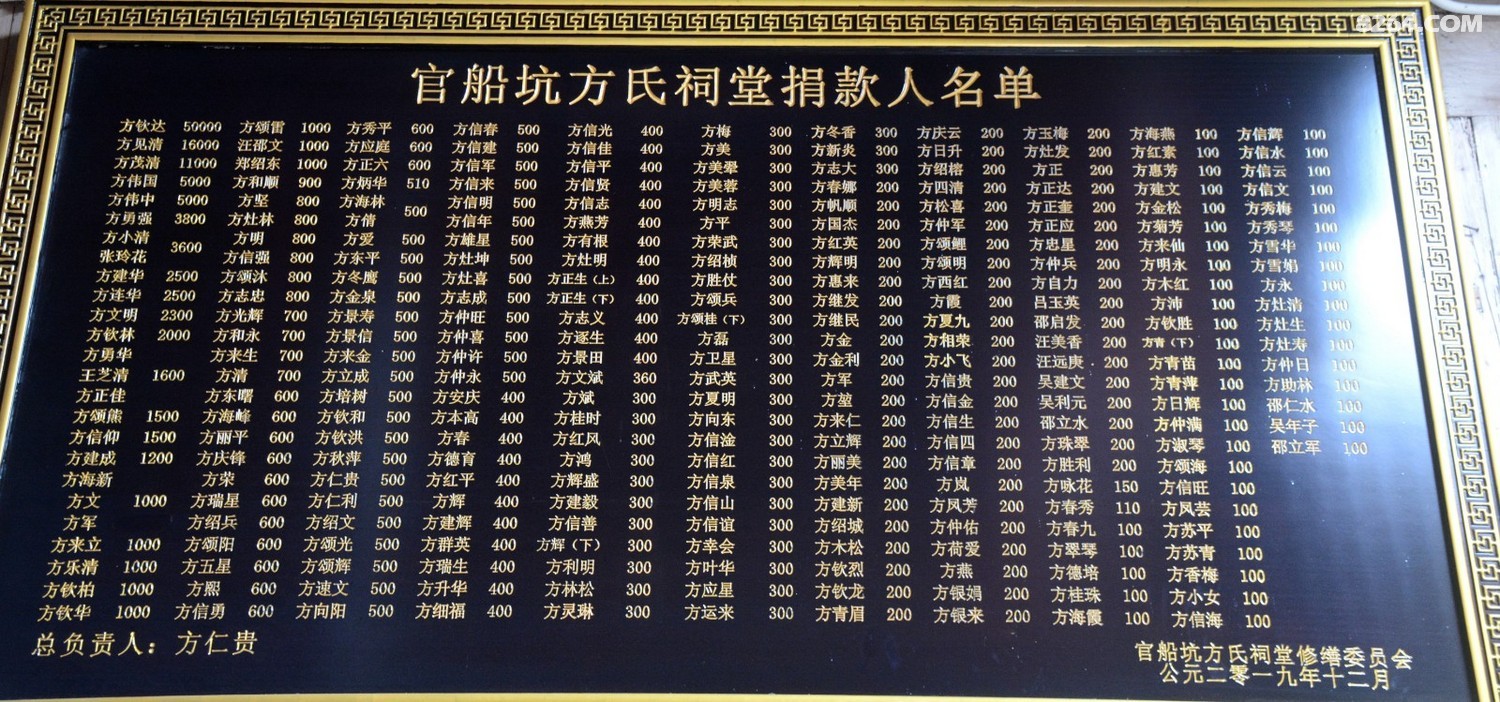 8264.COM
官船坑方氏祠堂捐款人名单
方钦达 50000 方颂雷 1000 方秀平 600 方信春 500 方信光 400 方梅 300 方冬香 300 方庆云 200 方玉梅 200 方海燕 100 方信辉 100
方见清 16000 汪邵文 1000 方应庭 600 方信建 500 方信佳 400 方美 300 方新炎 300 方日升 200 方灶发 200 方红素 100 方信水 100
方茂清 11000 郑绍东 1000 方正六 600 方信军 500 方信平 400 方美翚 300 方志大 300 方绍榕 200 方正 200 方惠芳 100 方信云 100
方伟国 5000 方和顺 900 方炳华 510 方信来 500 方信贤 400 方美蓉 300 方春娜 200 方四清 200 方正达 200 方建文 100 方信文 100
方伟中 5000 方坚 800 方海林 方信明 500 方信志 400 方明志 300 方帆顺 200 方松喜 200 方正奎 200 方金松 100 方秀梅 100
方勇强 3800 方灶林 800 方倩 500 方信年 500 方燕芳 400 方平 300 方国杰 200 方仲军 200 方正应 200 方菊芳 100 方秀琴 100
方小清 方明 800 方爱 500 方雄星 500 方有根 400 方荣武 300 方红英 200 方颂鲤 200 方忠星 200 方来仙 100 方雪华 100
张玲花 3600 方信强 800 方东平 500 方灶坤 500 方灶明 400 方绍桢 300 方辉明 200 方颂明 200 方仲兵 200 方明永 100 方雪娟 100
方建华 2500 方颂沐 800 方冬鹰 500 方灶喜 500 方正生（上） 400 方胜仗 300 方惠来 200 方西红 200 方自力 200 方木红 100 方永 100
方连华 2500 方志忠 800 方金泉 500 方志成 500 方正生（下） 400 方颂兵 300 方继发 200 方霞 200 吕玉英 200 方沛 100 方灶清 100
方文明 2300 方光辉 700 方景寿 500 方仲旺 500 方志义 400 方颂桂（下） 300 方继民 200 方夏九 200 邵启发 200 方钦胜 100 方灶生 100
方钦林 2000 方和永 700 方景信 500 方仲喜 500 方逐生 400 方磊 300 方金 200 方相荣 200 汪美香 200 方青（下） 100 方灶寿 100
方勇华 方来生 700 方来金 500 方仲许 500 方景田 400 方卫星 300 方金利 200 方小飞 200 汪远庚 200 方青苗 100 方仲日 100
王芝清 1600 方清 700 方立成 500 方仲永 500 方文斌 360 方武英 300 方军 200 方信贵 200 吴建文 200 方青萍 100 方助林 100
方正佳 方东曙 600 方培树 500 方安庆 400 方斌 300 方夏明 300 方堃 200 方信金 200 吴利元 200 方日辉 100 邵仁水 100
方颂熊 1500 方海峰 600 方钦和 500 方本高 400 方桂时 300 方向东 300 方来仁 200 方信生 200 邵立水 200 方仲满 100 吴年子 100
方信仰 1500 方丽平 600 方钦洪 500 方春 400 方红风 300 方信淦 300 方立辉 200 方信四 200 方珠翠 200 方淑琴 100 邵立军 100
方建成 1200 方庆锋 600 方秋萍 500 方德育 400 方鸿 300 方信红 300 方丽美 200 方信章 200 方胜利 200 方颂海 100
方海新 方荣 600 方仁贵 500 方红平 400 方辉盛 300 方信泉 300 方美年 200 方岚 200 方咏花 150 方信旺 100
方文 1000 方瑞星 600 方仁利 500 方辉 400 方建毅 300 方信山 300 方建新 200 方凤芳 200 方春秀 110 方凤芸 100
方军 方绍兵 600 方绍文 500 方建辉 400 方信善 300 方信谊 300 方绍城 200 方仲佑 200 方春九 100 方苏平 100
方来立 1000 方颂阳 600 方颂光 500 方群英 400 方辉（下） 300 方幸会 300 方木松 200 方荷爱 200 方翠琴 100 方苏青 100
方乐清 1000 方五星 600 方颂辉 500 方瑞生 400 方利明 300 方叶华 300 方钦烈 200 方燕 200 方德培 100 方香梅 100
方钦柏 1000 方熙 600 方速文 500 方升华 400 方林松 300 方应星 300 方钦龙 200 方银娟 200 方桂珠 100 方小女 100
方钦华 1000 方信勇 600 方向阳 500 方细福 400 方灵琳 300 方运来 300 方青眉 200 方银来 200 方海霞 100 方信海 100
总负责人：方仁贵
官船坑方氏祠堂修缮委员会
公元二零一九年十二月